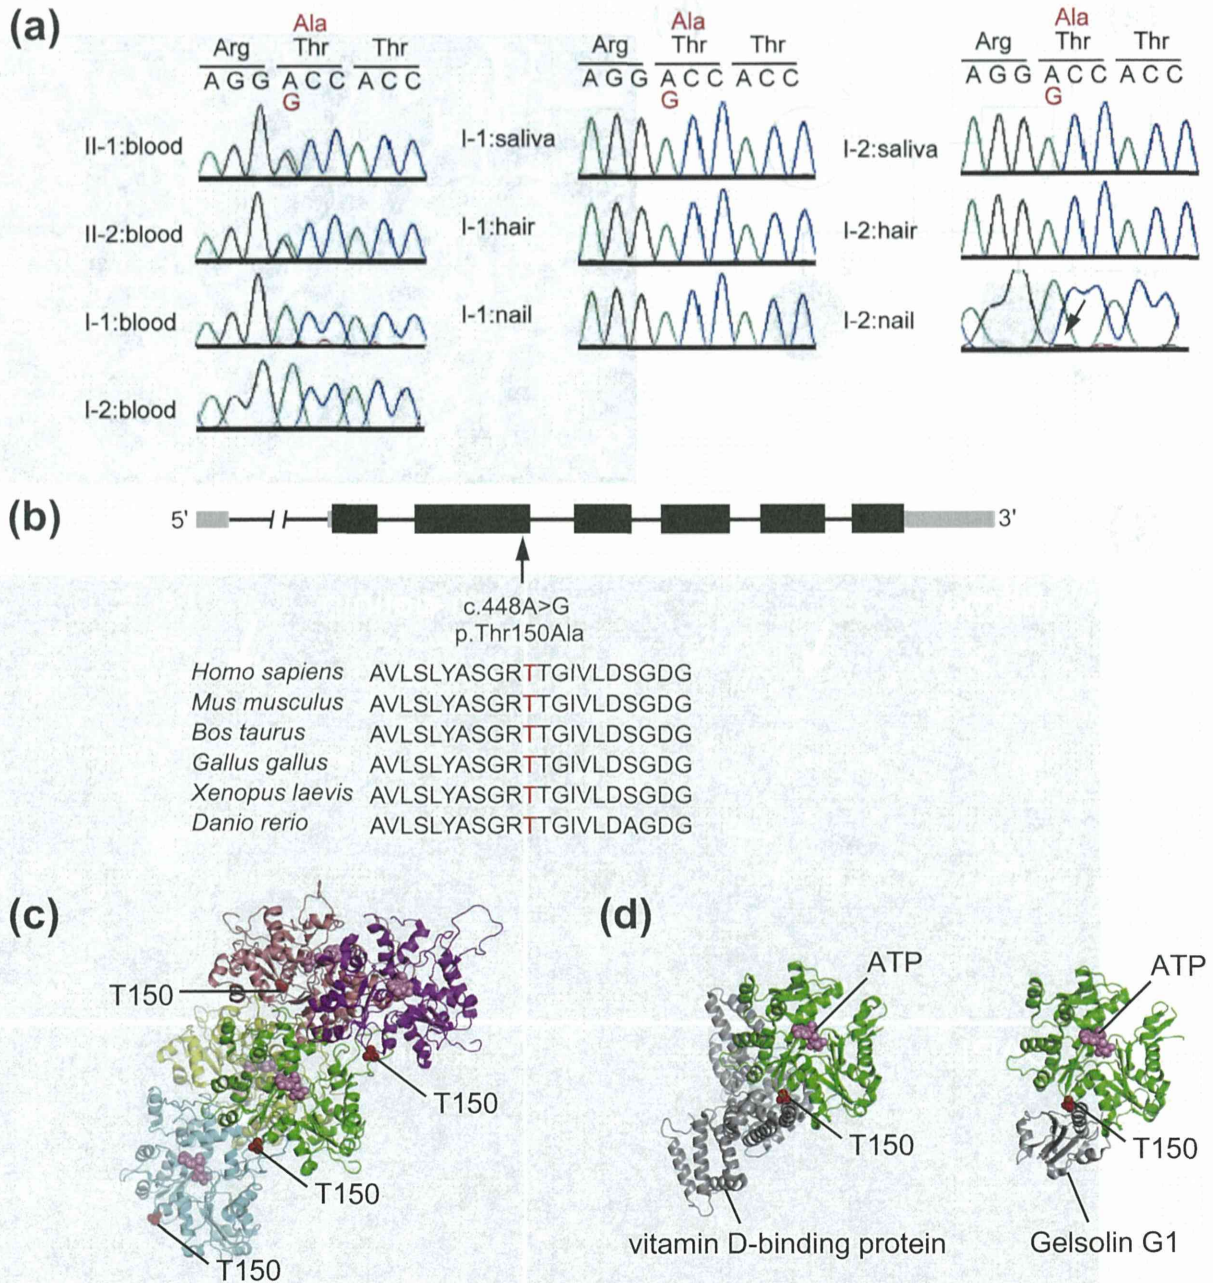 (a)
Ala
Arg Thr Thr
A G G A C C A C C
G
II-1:blood
II-2:blood
I-1:blood
I-2:blood
Ala
Arg Thr Thr
A G G A C C A C C
G
I-1:saliva
I-1:hair
I-1:nail
Ala
Arg Thr Thr
A G G A C C A C C
G
I-2:saliva
I-2:hair
I-2:nail
(b)
5' 3'
c.448A>G
p.Thr150Ala
Homo sapiens AVLSLYASGRTTGIVLDSGDG
Mus musculus AVLSLYASGRTTGIVLDSGDG
Bos taurus AVLSLYASGRTTGIVLDSGDG
Gallus gallus AVLSLYASGRTTGIVLDSGDG
Xenopus laevis AVLSLYASGRTTGIVLDSGDG
Danio rerio AVLSLYASGRTTGIVLDAGDG
(c)
T150
T150
T150
T150
(d)
ATP
T150
vitamin D-binding protein
ATP
T150
Gelsolin G1